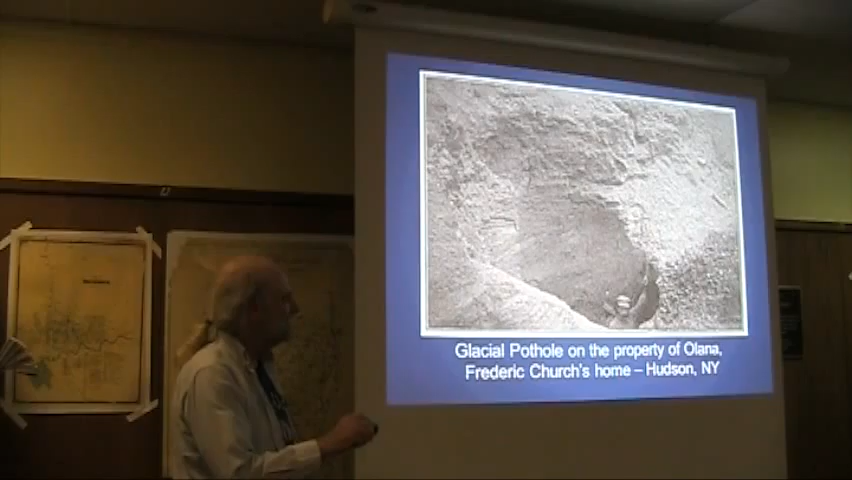 Glacial Pothole on the property of Olana,
Frederic Church's home – Hudson, NY